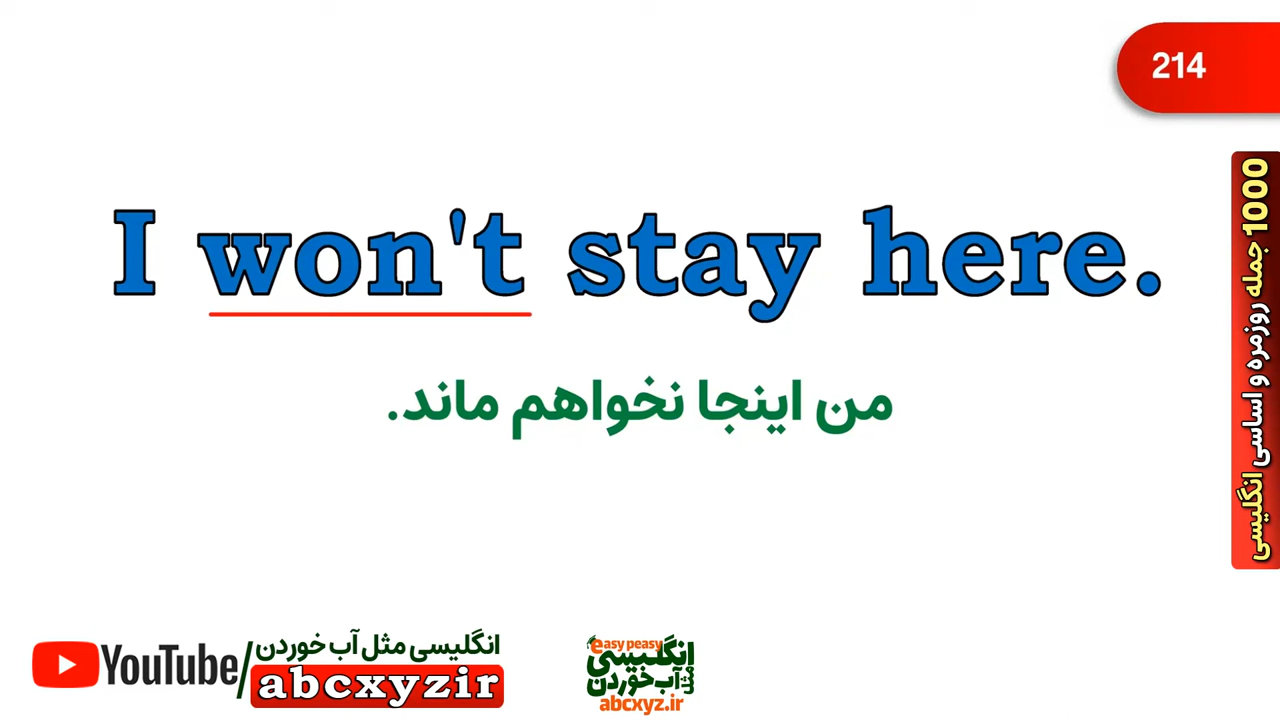 214
I won't stay here.
من اینجا نخواهم ماند.
1000 جمله روزمره و اساسی انگلیسی
YouTube/
انگلیسی مثل آب خوردن
abcxyzir
easy peasy
انگلیسی
مثل
آب خوردن
abcxyz.ir